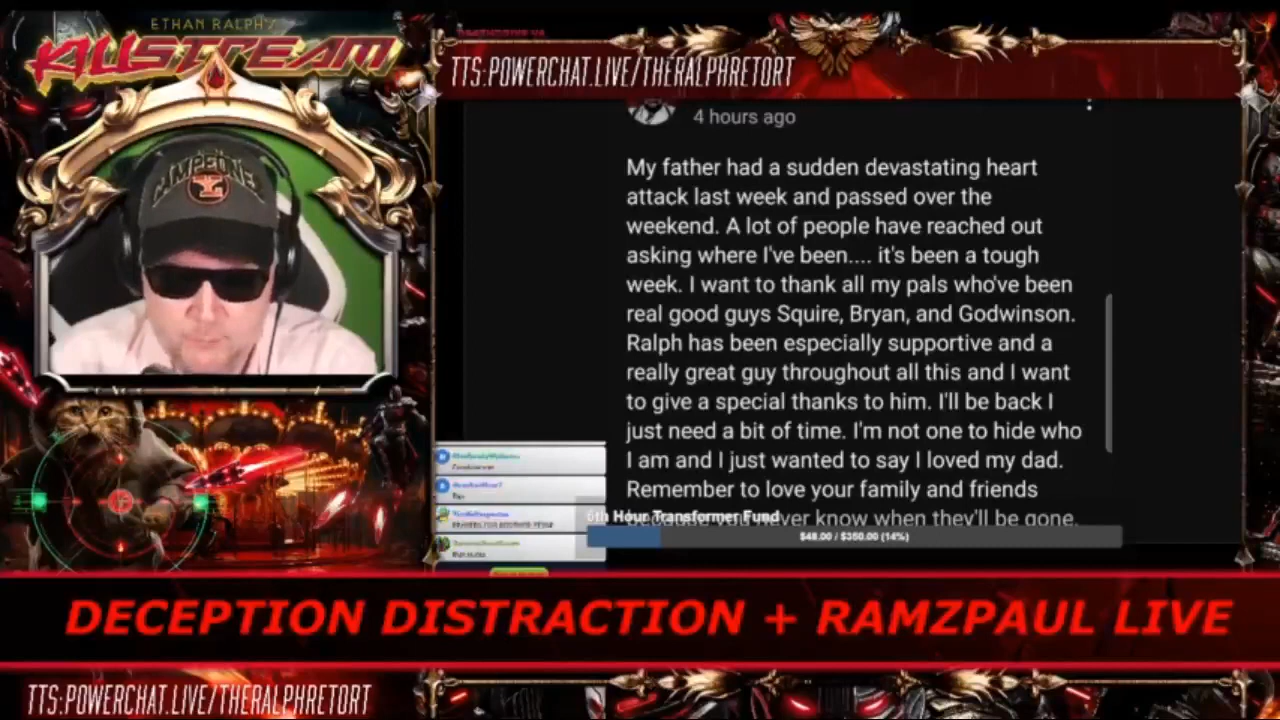 ETHAN RALPH'S
KILLSTREAM
TTS:POWERCHAT.LIVE/THERALPHRETORT
CAMPEONES
4 hours ago
My father had a sudden devastating heart
attack last week and passed over the
weekend. A lot of people have reached out
asking where I've been.... it's been a tough
week. I want to thank all my pals who've been
real good guys Squire, Bryan, and Godwinson.
Ralph has been especially supportive and a
really great guy throughout all this and I want
to give a special thanks to him. I'll be back I
just need a bit of time. I'm not one to hide who
I am and I just wanted to say I loved my dad.
Remember to love your family and friends
know when they'll be gone.
6th Hour Transformer Fund
$48.00 / $350.00 (14%)
DECEPTION DISTRACTION + RAMZPAUL LIVE
TTS:POWERCHAT.LIVE/THERALPHRETORT